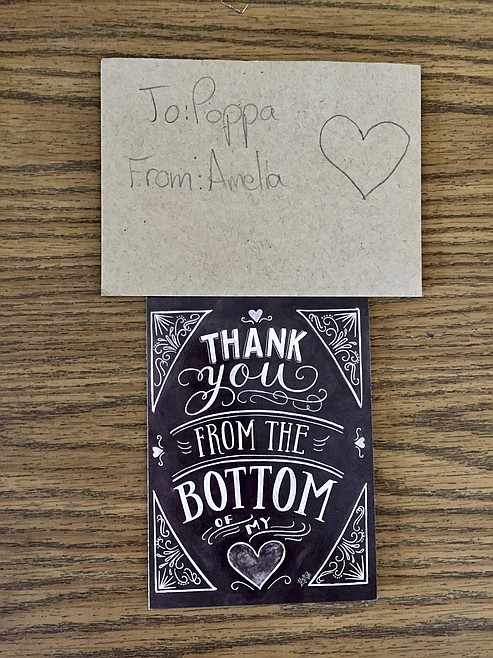 To: Poppa
From: Amelia
THANK
you
FROM THE
BOTTOM
OF MY